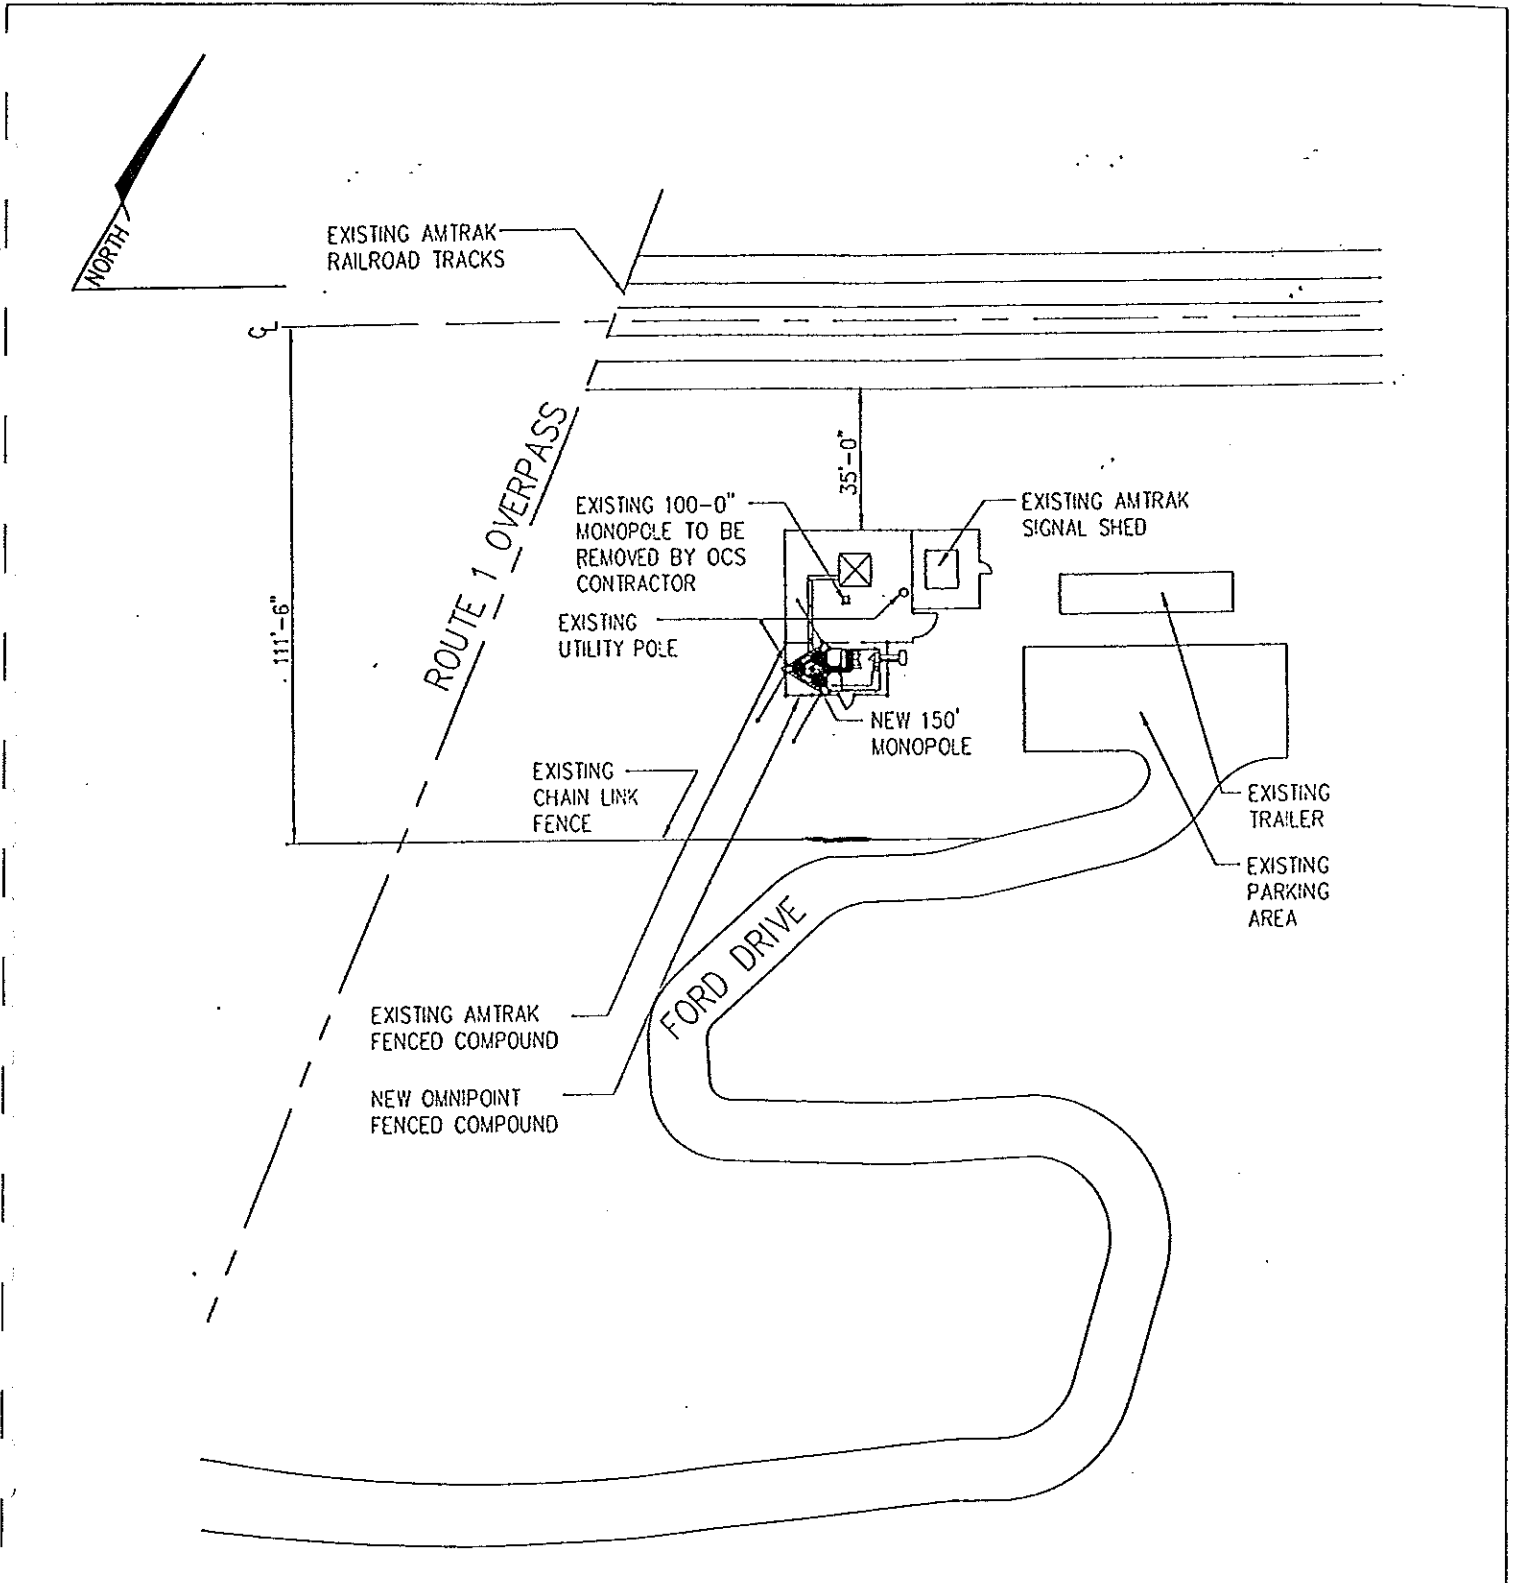 NORTH
EXISTING AMTRAK
RAILROAD TRACKS
CL
ROUTE 1 OVERPASS
35'-0"
111'-6"
EXISTING 100-0"
MONOPOLE TO BE
REMOVED BY OCS
CONTRACTOR
EXISTING AMTRAK
SIGNAL SHED
EXISTING
UTILITY POLE
NEW 150'
MONOPOLE
EXISTING
CHAIN LINK
FENCE
EXISTING
TRAILER
EXISTING
PARKING
AREA
FORD DRIVE
EXISTING AMTRAK
FENCED COMPOUND
NEW OMNIPOINT
FENCED COMPOUND